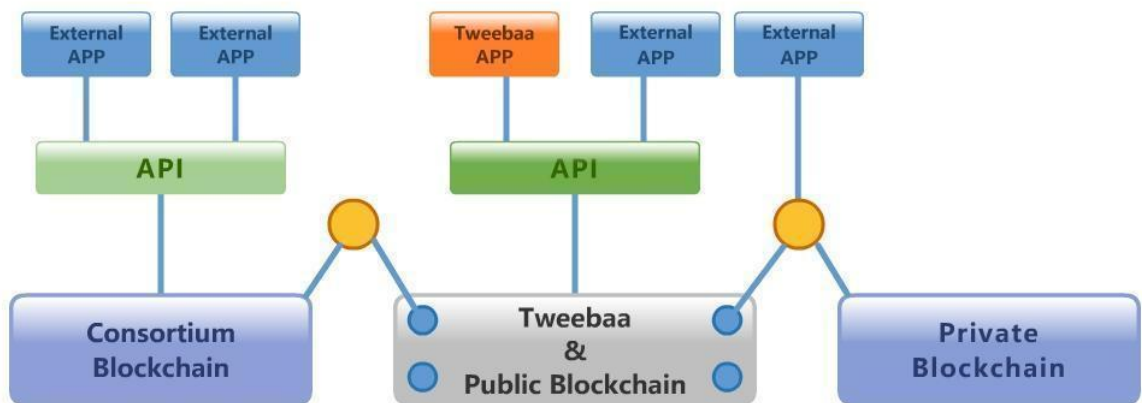 External
APP
External
APP
Tweebaa
APP
External
APP
External
APP
API
API
Consortium
Blockchain
Tweebaa
&
Public Blockchain
Private
Blockchain